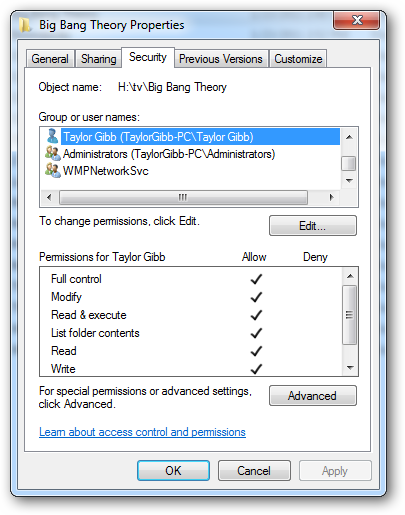 Big Bang Theory Properties
General Sharing Security Previous Versions Customize
Object name: H:\tv\Big Bang Theory
Group or user names:
Taylor Gibb (TaylorGibb-PC\Taylor Gibb)
Administrators (TaylorGibb-PC\Administrators)
WMPNetworkSvc
To change permissions, click Edit.
Edit...
Permissions for Taylor Gibb Allow Deny
Full control
Modify
Read & execute
List folder contents
Read
Write
For special permissions or advanced settings,
click Advanced.
Advanced
Learn about access control and permissions
OK Cancel Apply